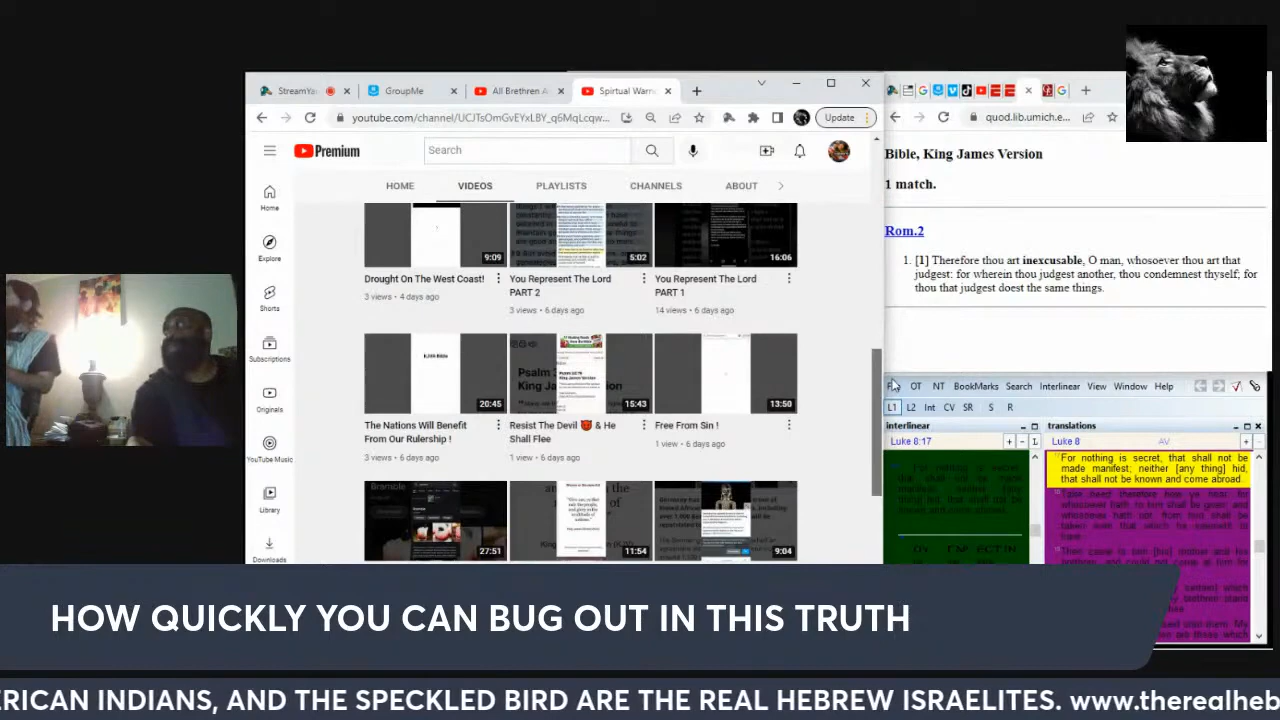 StreamYa
GroupMe
All Brethren A
Spirtual Warri
youtube.com/channel/UCJTsOmGvEYxLBY_q6MqLcqw...
Update
quod.lib.umich.e...
Premium
Search
HOME
VIDEOS
PLAYLISTS
CHANNELS
ABOUT
Home
Explore
Shorts
Subscriptions
Originals
YouTube Music
Library
Downloads
9:09
5:02
16:06
Drought On The West Coast!
3 views • 4 days ago
You Represent The Lord
PART 2
3 views • 6 days ago
You Represent The Lord
PART 1
14 views • 6 days ago
20:45
Psalm
King Ja
15:43
13:50
The Nations Will Benefit
From Our Rulership !
3 views • 6 days ago
Resist The Devil 👿 & He
Shall Flee
1 view • 6 days ago
Free From Sin !
1 view • 6 days ago
11:54
9:04
Bible, King James Version
1 match.
Rom.2
1. [1] Therefore thou art inexcusable, O man, whosoever thou art that
judgest: for wherein thou judgest another, thou condemnest thyself; for
thou that judgest doest the same things.
OT NT BookMarks Search Interlinear View Window Help
L1 L2 Int CV SR S R
interlinear
translations
Luke 8:17
Luke 8
AV
For nothing is secret, that shall not be
made manifest; neither [any thing] hid,
that shall not be known and come abroad.
HOW QUICKLY YOU CAN BUG OUT IN THIS TRUTH
ERICAN INDIANS, AND THE SPECKLED BIRD ARE THE REAL HEBREW ISRAELITES. www.therealheb